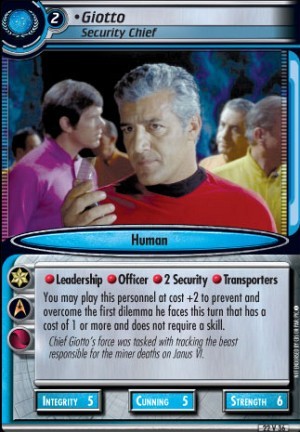 2 • Giotto
Security Chief
Human
• Leadership • Officer • 2 Security • Transporters
You may play this personnel at cost +2 to prevent and
overcome the first dilemma he faces this turn that has a
cost of 1 or more and does not require a skill.
Chief Giotto's force was tasked with tracking the beast
responsible for the miner deaths on Janus VI.
INTEGRITY 5 CUNNING 5 STRENGTH 6